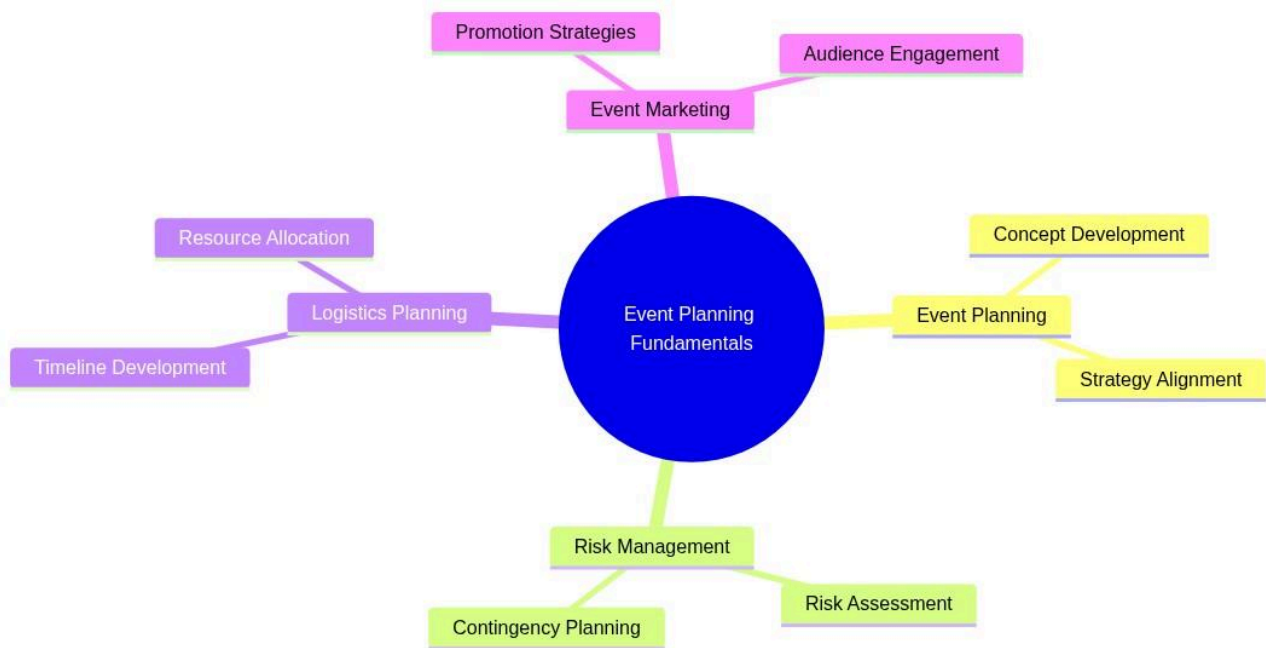 Promotion Strategies
Audience Engagement
Event Marketing
Resource Allocation
Logistics Planning
Timeline Development
Event Planning
Fundamentals
Concept Development
Event Planning
Strategy Alignment
Risk Management
Risk Assessment
Contingency Planning